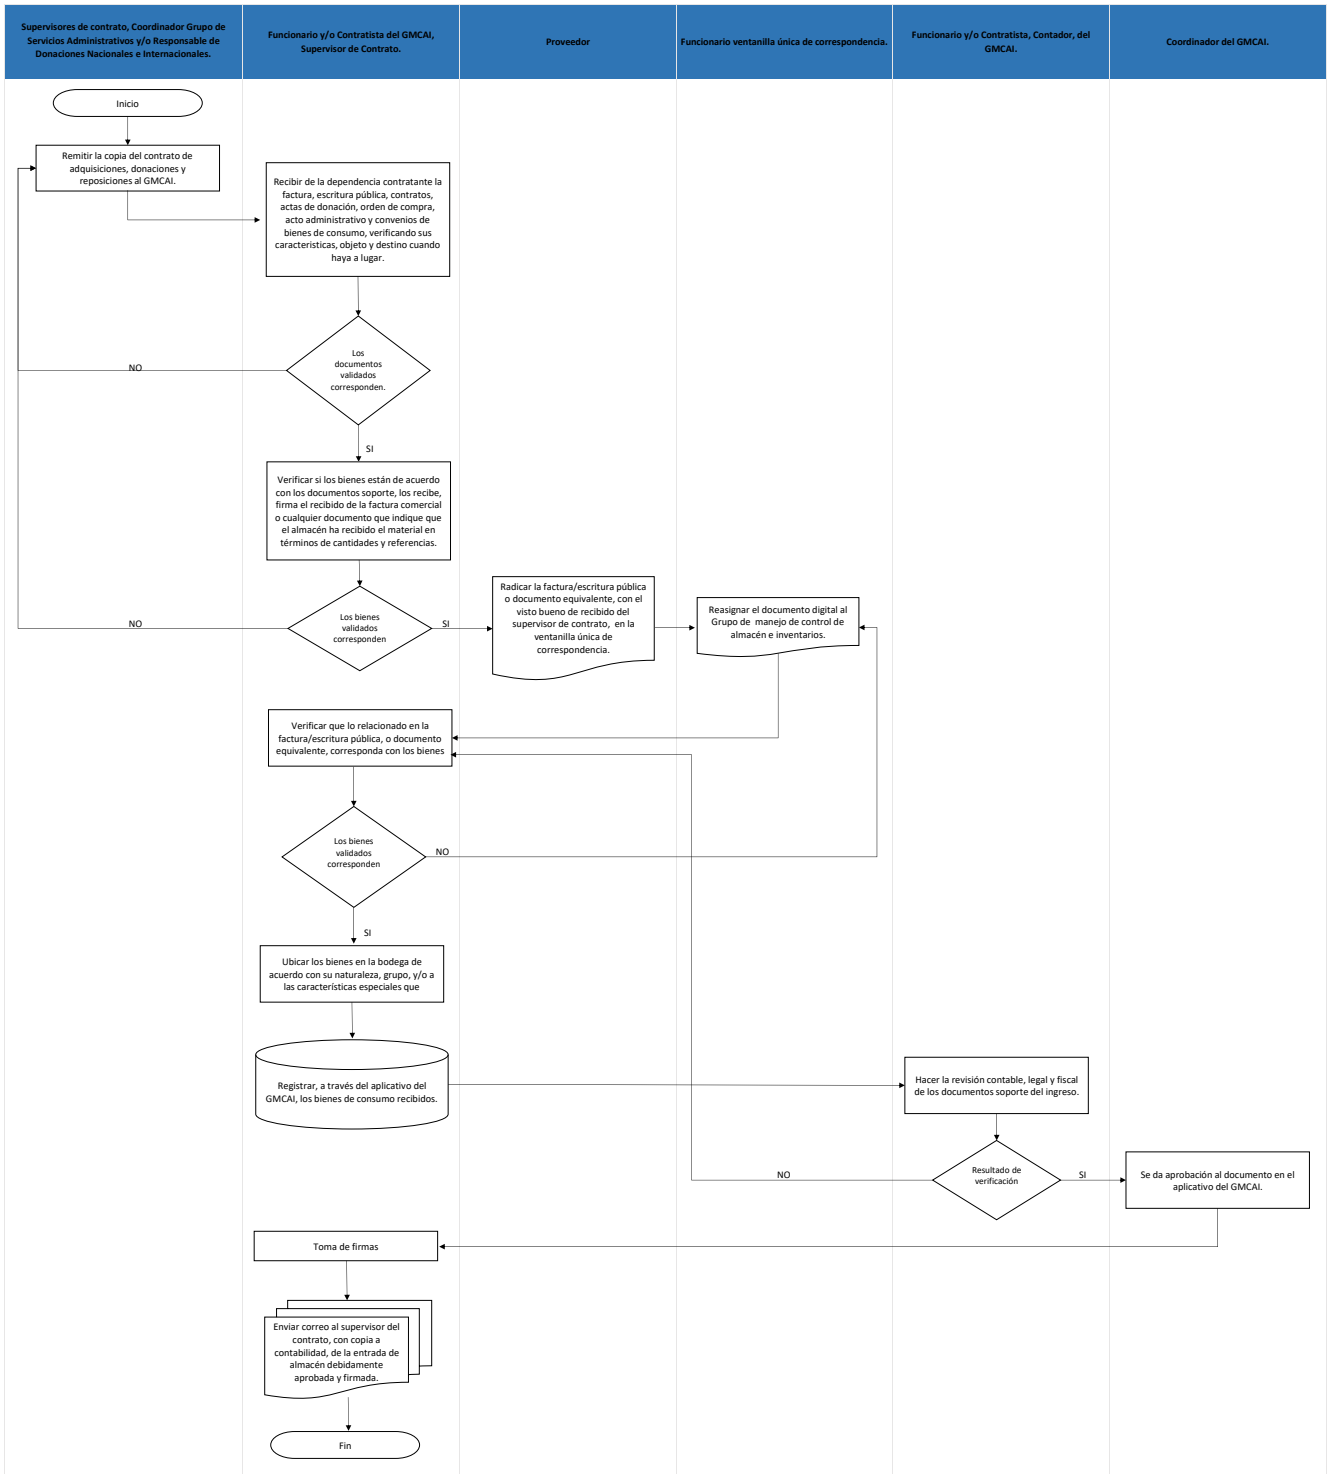 Supervisores de contrato, Coordinador Grupo de
Servicios Administrativos y/o Responsable de
Donaciones Nacionales e Internacionales.
Funcionario y/o Contratista del GMCAI,
Supervisor de Contrato.
Proveedor
Funcionario ventanilla única de correspondencia.
Funcionario y/o Contratista, Contador, del
GMCAI.
Coordinador del GMCAI.
Inicio
Remitir la copia del contrato de
adquisiciones, donaciones y
reposiciones al GMCAI.
Recibir de la dependencia contratante la
factura, escritura pública, contratos,
actas de donación, orden de compra,
acto administrativo y convenios de
bienes de consumo, verificando sus
caracteristicas, objeto y destino cuando
haya a lugar.
Los
documentos
validados
corresponden.
NO
SI
Verificar si los bienes están de acuerdo
con los documentos soporte, los recibe,
firma el recibido de la factura comercial
o cualquier documento que indique que
el almacén ha recibido el material en
términos de cantidades y referencias.
Los bienes
validados
corresponden
NO
SI
Radicar la factura/escritura pública
o documento equivalente, con el
visto bueno de recibido del
supervisor de contrato, en la
ventanilla única de
correspondencia.
Reasignar el documento digital al
Grupo de manejo de control de
almacén e inventarios.
Verificar que lo relacionado en la
factura/escritura pública, o documento
equivalente, corresponda con los bienes
Los bienes
validados
corresponden
NO
SI
Ubicar los bienes en la bodega de
acuerdo con su naturaleza, grupo, y/o a
las características especiales que
Registrar, a través del aplicativo del
GMCAI, los bienes de consumo recibidos.
Hacer la revisión contable, legal y fiscal
de los documentos soporte del ingreso.
Resultado de
verificación
NO
SI
Se da aprobación al documento en el
aplicativo del GMCAI.
Toma de firmas
Enviar correo al supervisor del
contrato, con copia a
contabilidad, de la entrada de
almacén debidamente
aprobada y firmada.
Fin